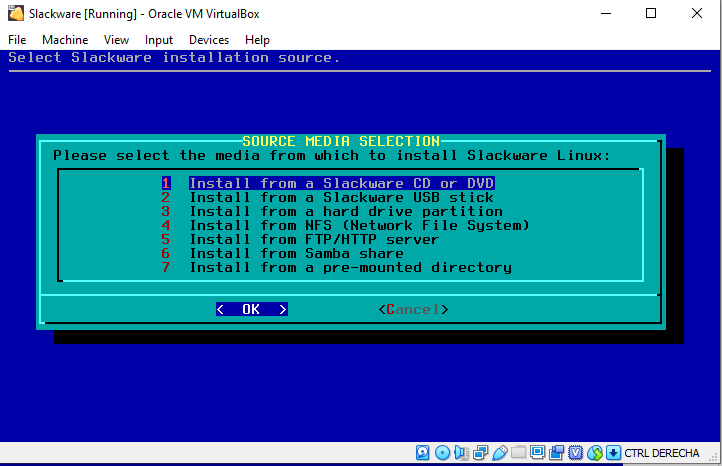 Slackware [Running] - Oracle VM VirtualBox
File Machine View Input Devices Help
Select Slackware installation source.
SOURCE MEDIA SELECTION
Please select the media from which to install Slackware Linux:
1 Install from a Slackware CD or DVD
2 Install from a Slackware USB stick
3 Install from a hard drive partition
4 Install from NFS (Network File System)
5 Install from FTP/HTTP server
6 Install from Samba share
7 Install from a pre-mounted directory
< OK > <Cancel>
CTRL DERECHA